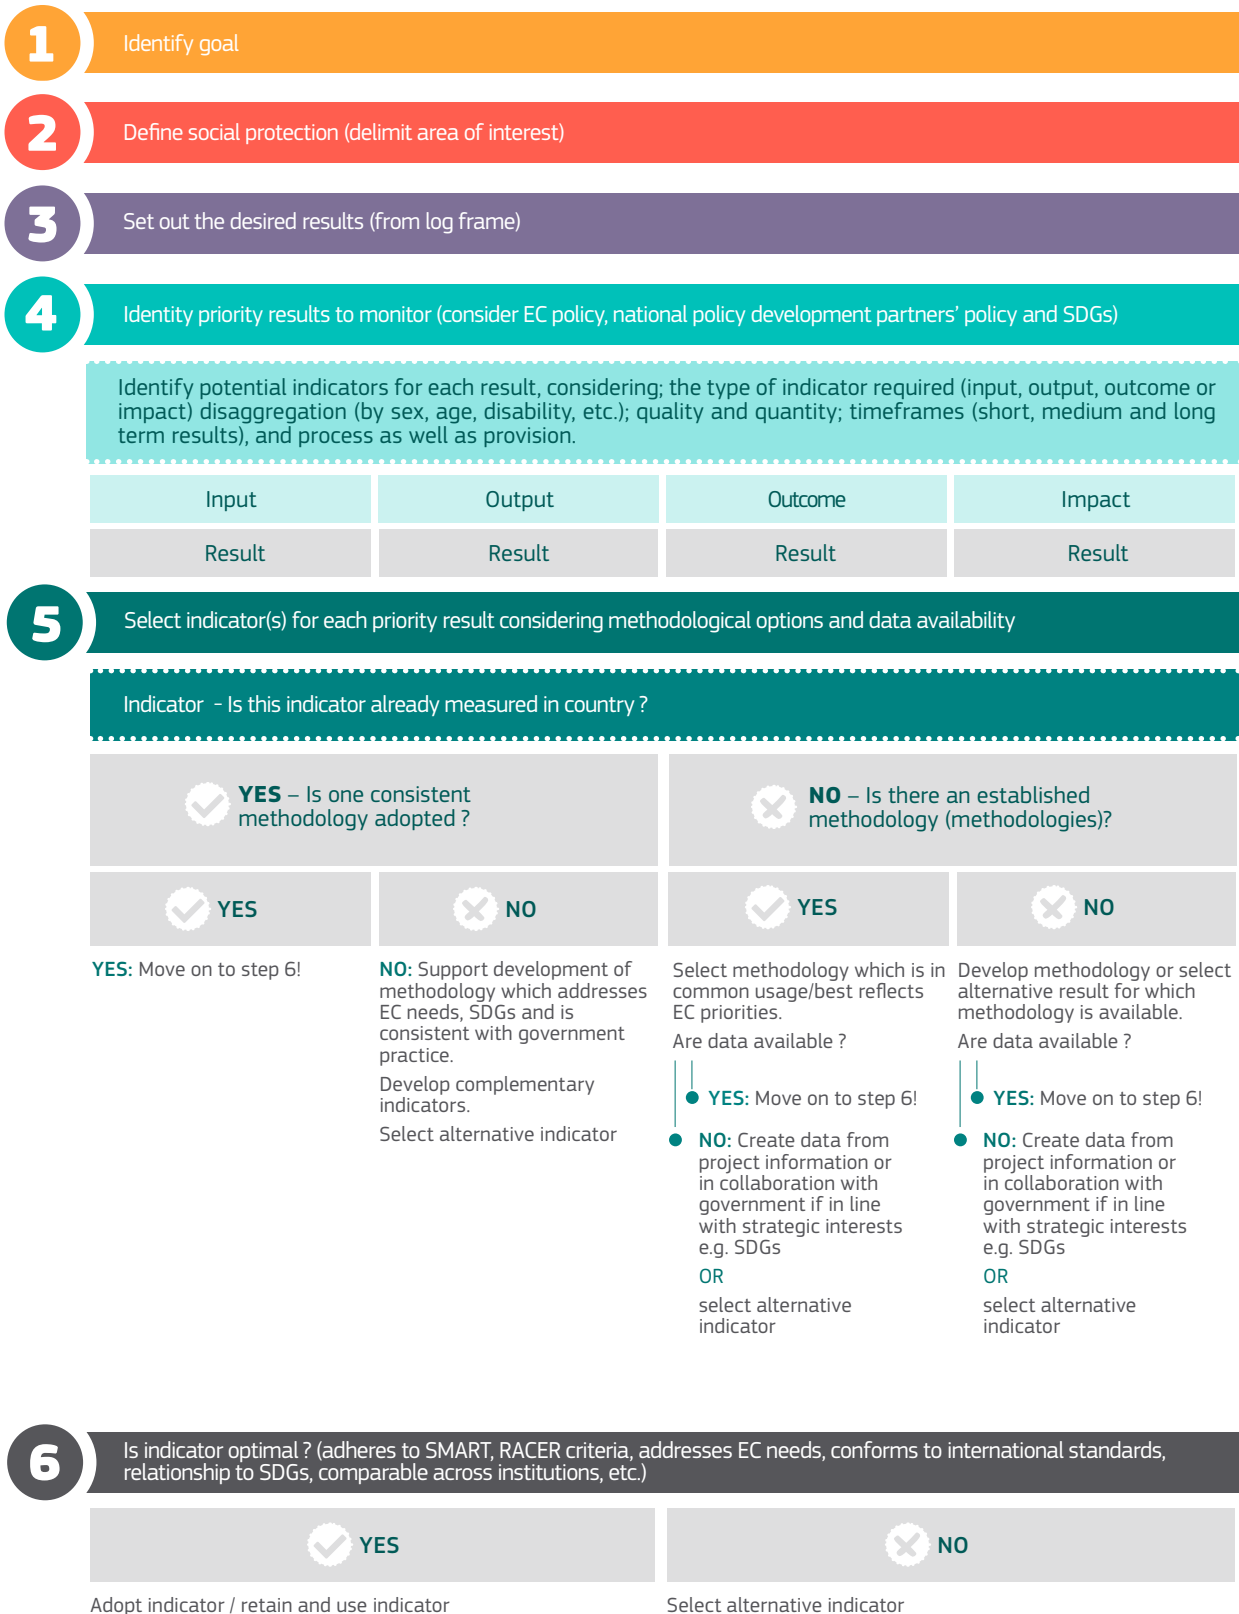 1
Identify goal
2
Define social protection (delimit area of interest)
3
Set out the desired results (from log frame)
4
Identity priority results to monitor (consider EC policy, national policy development partners' policy and SDGs)
Identify potential indicators for each result, considering; the type of indicator required (input, output, outcome or
impact) disaggregation (by sex, age, disability, etc.); quality and quantity; timeframes (short, medium and long
term results), and process as well as provision.
Input
Output
Outcome
Impact
Result
Result
Result
Result
5
Select indicator(s) for each priority result considering methodological options and data availability
Indicator - Is this indicator already measured in country ?
YES – Is one consistent
methodology adopted ?
NO – Is there an established
methodology (methodologies)?
YES
NO
YES
NO
YES: Move on to step 6!
NO: Support development of
methodology which addresses
EC needs, SDGs and is
consistent with government
practice.
Develop complementary
indicators.
Select alternative indicator
Select methodology which is in
common usage/best reflects
EC priorities.
Are data available ?
YES: Move on to step 6!
NO: Create data from
project information or
in collaboration with
government if in line
with strategic interests
e.g. SDGs
OR
select alternative
indicator
Develop methodology or select
alternative result for which
methodology is available.
Are data available ?
YES: Move on to step 6!
NO: Create data from
project information or
in collaboration with
government if in line
with strategic interests
e.g. SDGs
OR
select alternative
indicator
6
Is indicator optimal ? (adheres to SMART, RACER criteria, addresses EC needs, conforms to international standards,
relationship to SDGs, comparable across institutions, etc.)
YES
NO
Adopt indicator / retain and use indicator
Select alternative indicator